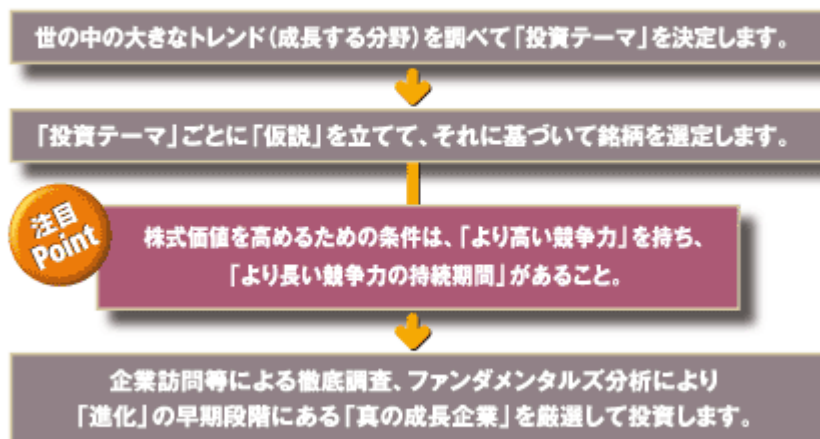 世の中の大きなトレンド(成長する分野)を調べて「投資テーマ」を決定します。
「投資テーマ」ごとに「仮説」を立てて、それに基づいて銘柄を選定します。
注目
Point
株式価値を高めるための条件は、「より高い競争力」を持ち、
「より長い競争力の持続期間」があること。
企業訪問等による徹底調査、ファンダメンタルズ分析により
「進化」の早期段階にある「真の成長企業」を厳選して投資します。